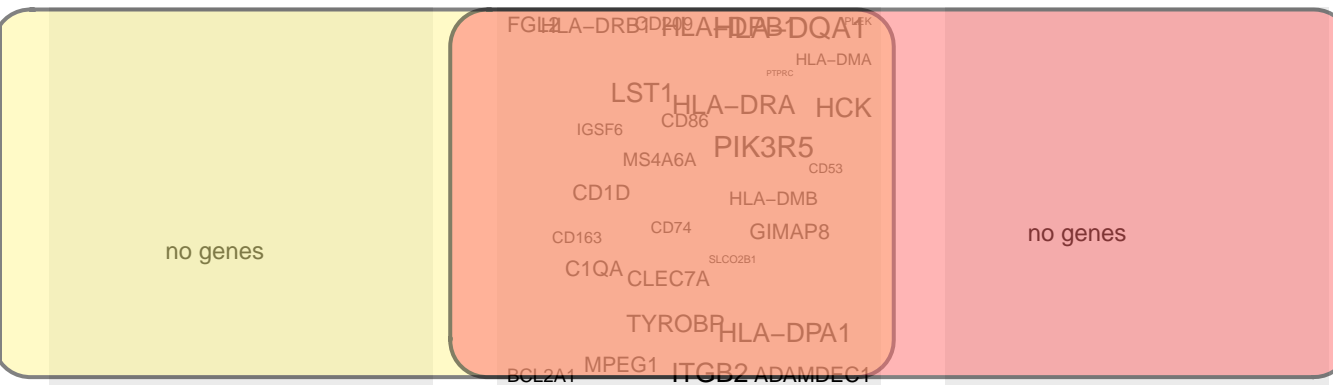 FGL2 HLA-DRB1 CD209 HLA-DPB1 HLA-DQA1 PLEK
HLA-DMA
PTPRC
LST1 HLA-DRA HCK
CD86
IGSF6
PIK3R5
MS4A6A
CD53
CD1D HLA-DMB
CD74 GIMAP8
CD163
no genes
no genes
C1QA SLCO2B1
CLEC7A
TYROBP HLA-DPA1
MPEG1
BCL2A1 ITGB2 ADAMDEC1